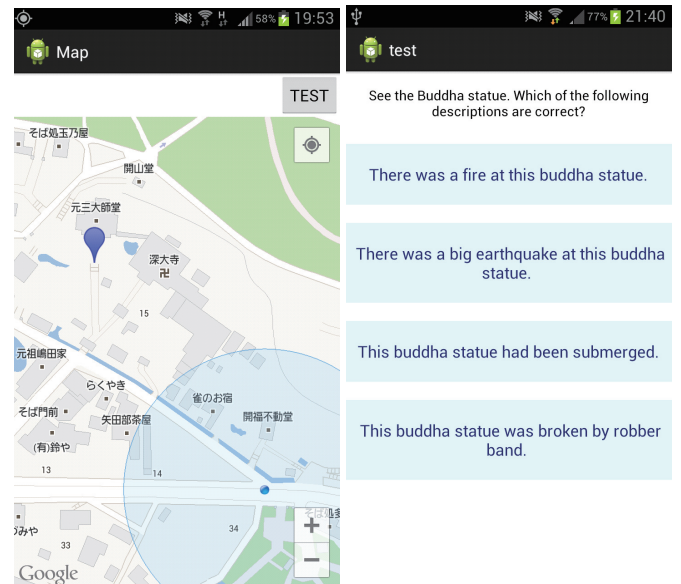 H 58% 19:53
Map
TEST
そば処玉乃屋
開山堂
元三大師堂
深大寺
卍
15
元祖嶋田家
らくやき
雀のお宿
そば門前
矢田部茶屋
開福不動堂
(有)鈴や
13
14
そば処多
34
33
Google
+
−
77% 21:40
test
See the Buddha statue. Which of the following
descriptions are correct?
There was a fire at this buddha statue.
There was a big earthquake at this buddha
statue.
This buddha statue had been submerged.
This buddha statue was broken by robber
band.